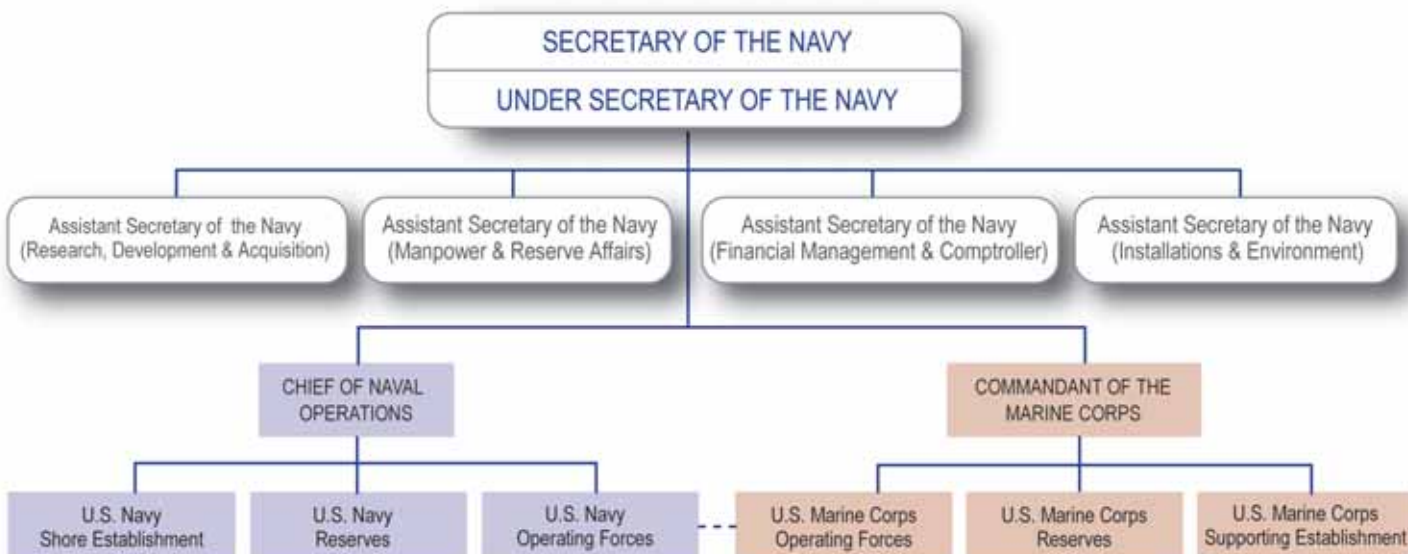 SECRETARY OF THE NAVY
UNDER SECRETARY OF THE NAVY
Assistant Secretary of the Navy
(Research, Development & Acquisition)
Assistant Secretary of the Navy
(Manpower & Reserve Affairs)
Assistant Secretary of the Navy
(Financial Management & Comptroller)
Assistant Secretary of the Navy
(Installations & Environment)
CHIEF OF NAVAL
OPERATIONS
COMMANDANT OF THE
MARINE CORPS
U.S. Navy
Shore Establishment
U.S. Navy
Reserves
U.S. Navy
Operating Forces
U.S. Marine Corps
Operating Forces
U.S. Marine Corps
Reserves
U.S. Marine Corps
Supporting Establishment